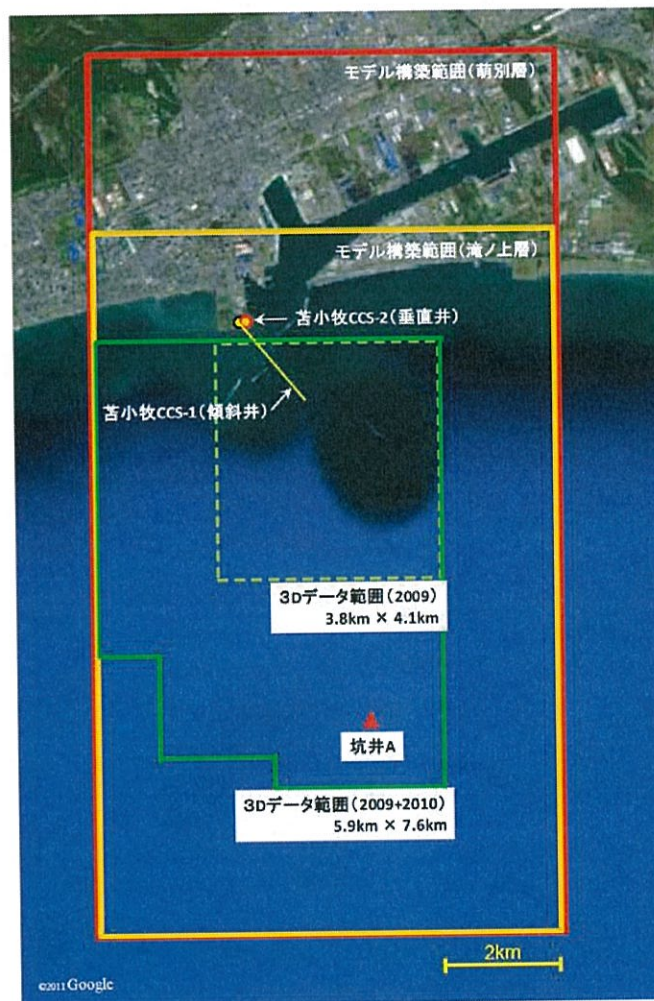 モデル構築範囲(萌別層)
モデル構築範囲(滝ノ上層)
苫小牧CCS-2(垂直井)
苫小牧CCS-1(傾斜井)
3Dデータ範囲(2009)
3.8km × 4.1km
坑井A
3Dデータ範囲(2009+2010)
5.9km × 7.6km
2km
©2011 Google